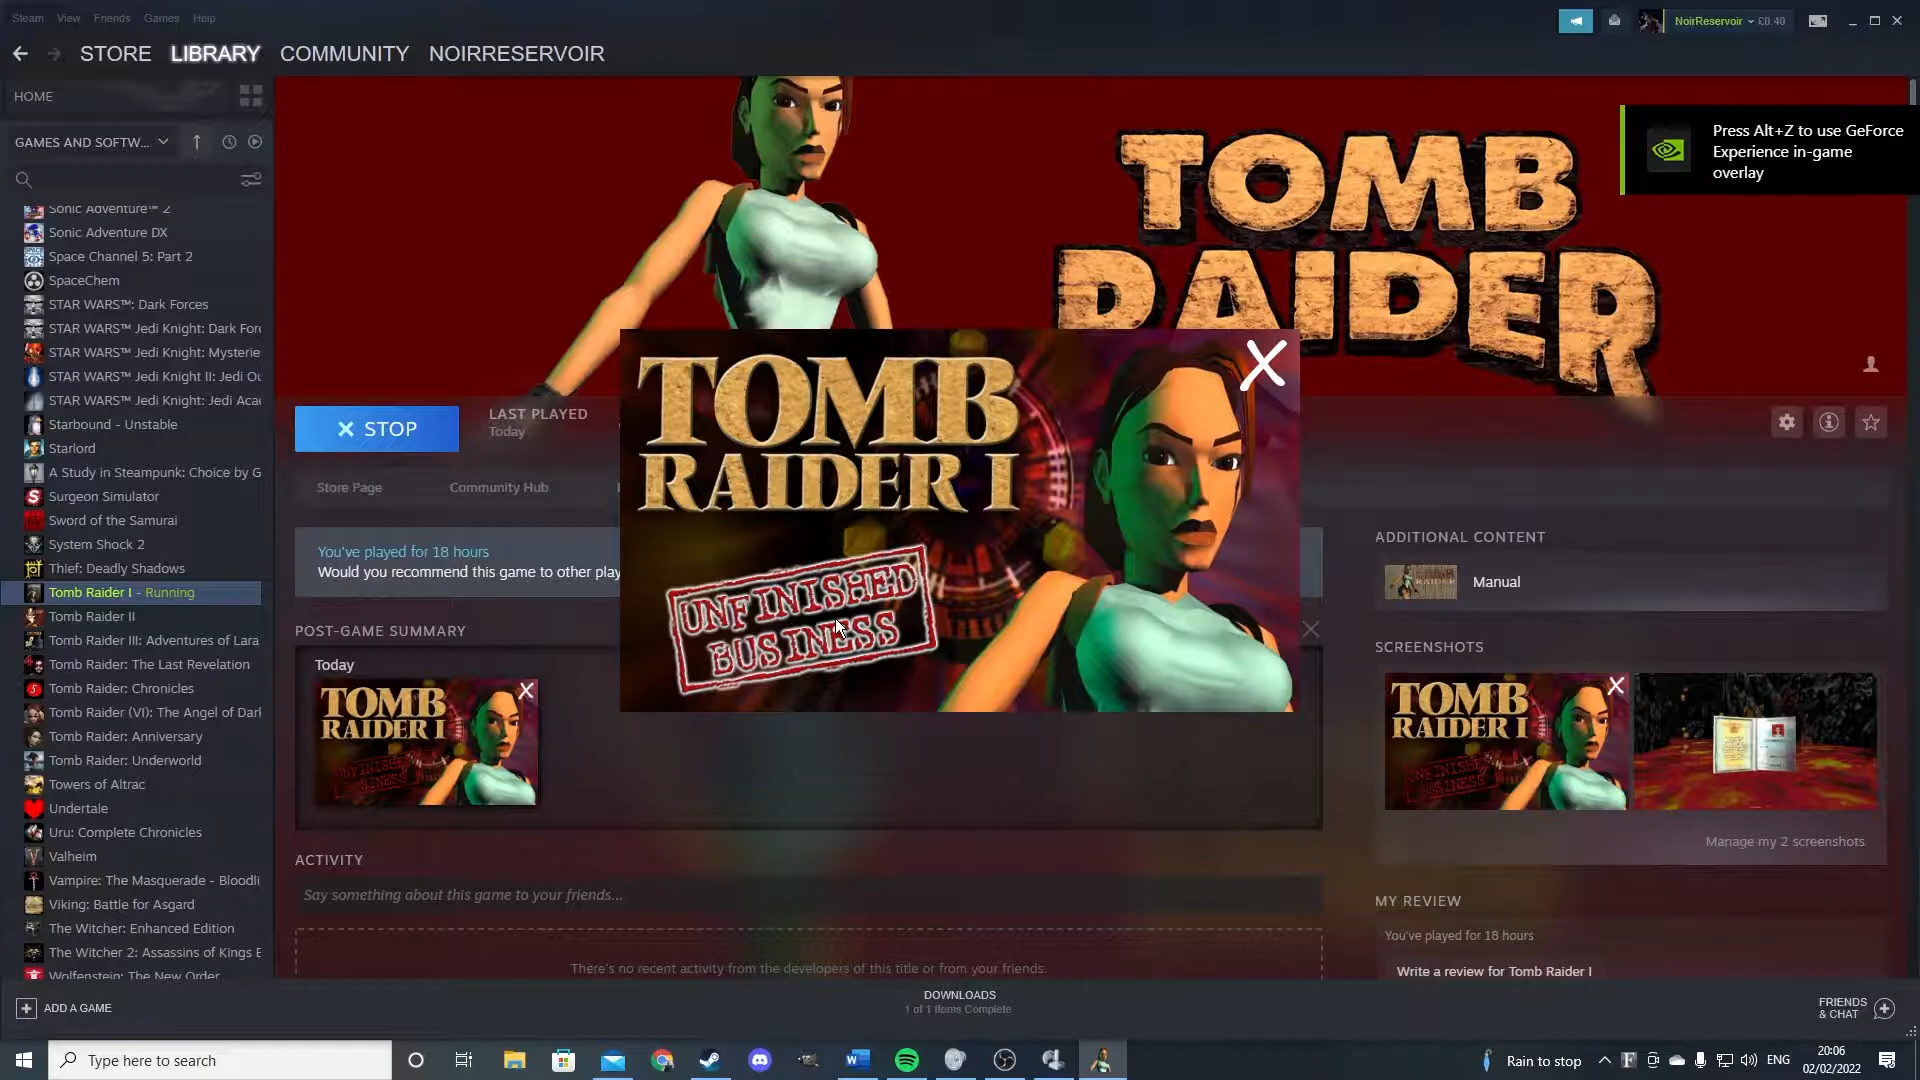 Steam View Friends Games Help
NoirReservoir £0.40
STORE LIBRARY COMMUNITY NOIRRESERVOIR
HOME
GAMES AND SOFTW...
Sonic Adventure™ 2
Sonic Adventure DX
Space Channel 5: Part 2
SpaceChem
STAR WARS™: Dark Forces
STAR WARS™ Jedi Knight: Dark Forc
STAR WARS™ Jedi Knight: Mysterie
STAR WARS™ Jedi Knight II: Jedi Ou
STAR WARS™ Jedi Knight: Jedi Aca
Starbound - Unstable
Starlord
A Study in Steampunk: Choice by G
Surgeon Simulator
Sword of the Samurai
System Shock 2
Thief: Deadly Shadows
Tomb Raider I - Running
Tomb Raider II
Tomb Raider III: Adventures of Lara
Tomb Raider: The Last Revelation
Tomb Raider: Chronicles
Tomb Raider (VI): The Angel of Dark
Tomb Raider: Anniversary
Tomb Raider: Underworld
Towers of Altrac
Undertale
Uru: Complete Chronicles
Valheim
Vampire: The Masquerade - Bloodli
Viking: Battle for Asgard
The Witcher: Enhanced Edition
The Witcher 2: Assassins of Kings E
Wolfenstein: The New Order
ADD A GAME
TOMB
RAIDER
Press Alt+Z to use GeForce
Experience in-game
overlay
STOP
LAST PLAYED
Today
Store Page Community Hub
You've played for 18 hours
Would you recommend this game to other play
TOMB
RAIDER I
UNFINISHED
BUSINESS
X
POST-GAME SUMMARY
Today
TOMB
RAIDER I
UNFINISHED
BUSINESS
X
ACTIVITY
Say something about this game to your friends...
There's no recent activity from the developers of this title or from your friends.
ADDITIONAL CONTENT
Manual
SCREENSHOTS
TOMB
RAIDER I
UNFINISHED
BUSINESS
X
Manage my 2 screenshots
MY REVIEW
You've played for 18 hours
Write a review for Tomb Raider I
DOWNLOADS
1 of 1 Items Complete
FRIENDS
& CHAT
Type here to search
Rain to stop
ENG
20:06
02/02/2022